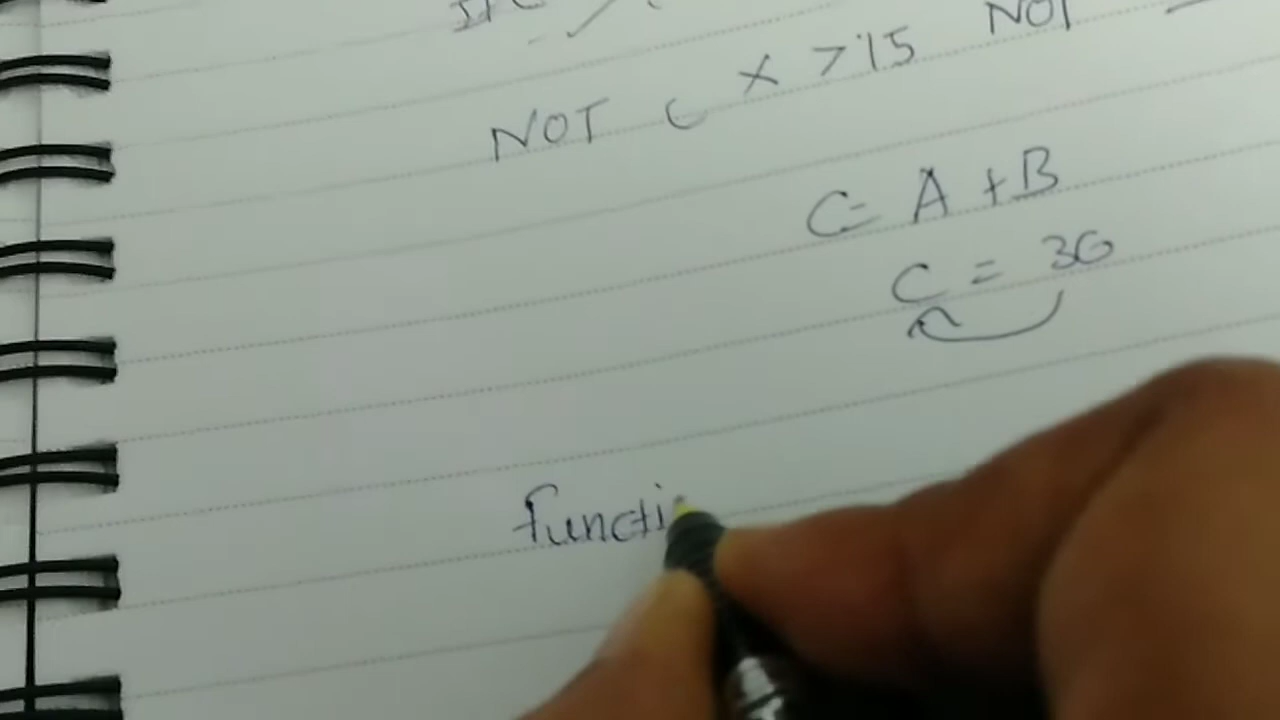 NOT
NOT ( x > 15
C = A + B
C = 30
functi